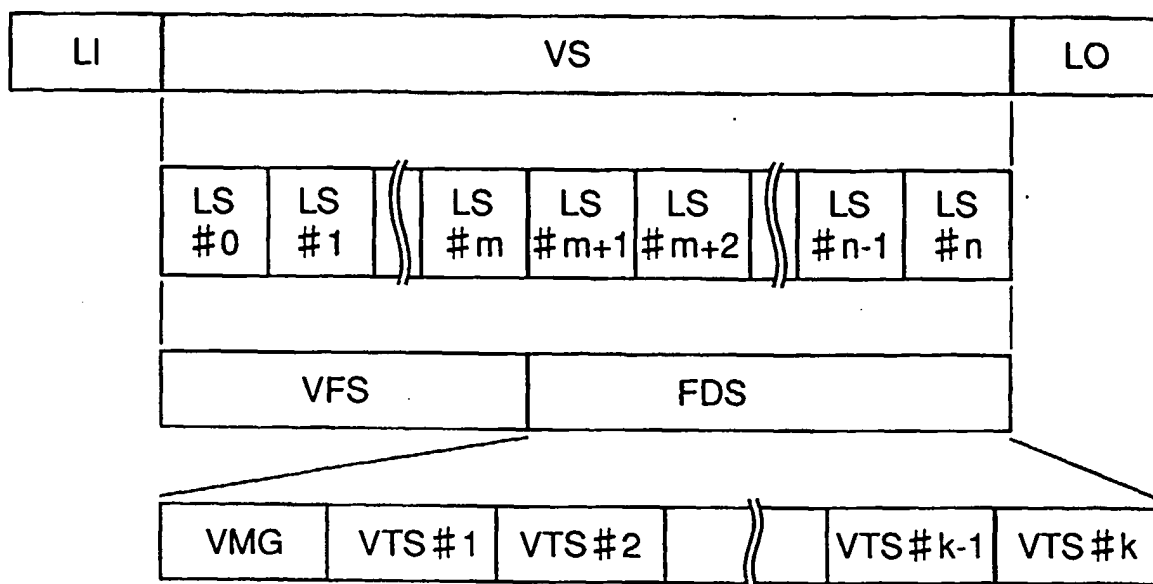 LI VS LO
LS LS LS LS LS LS LS
#0 #1 #m #m+1 #m+2 #n-1 #n
VFS FDS
VMG VTS#1 VTS#2 VTS#k-1 VTS#k